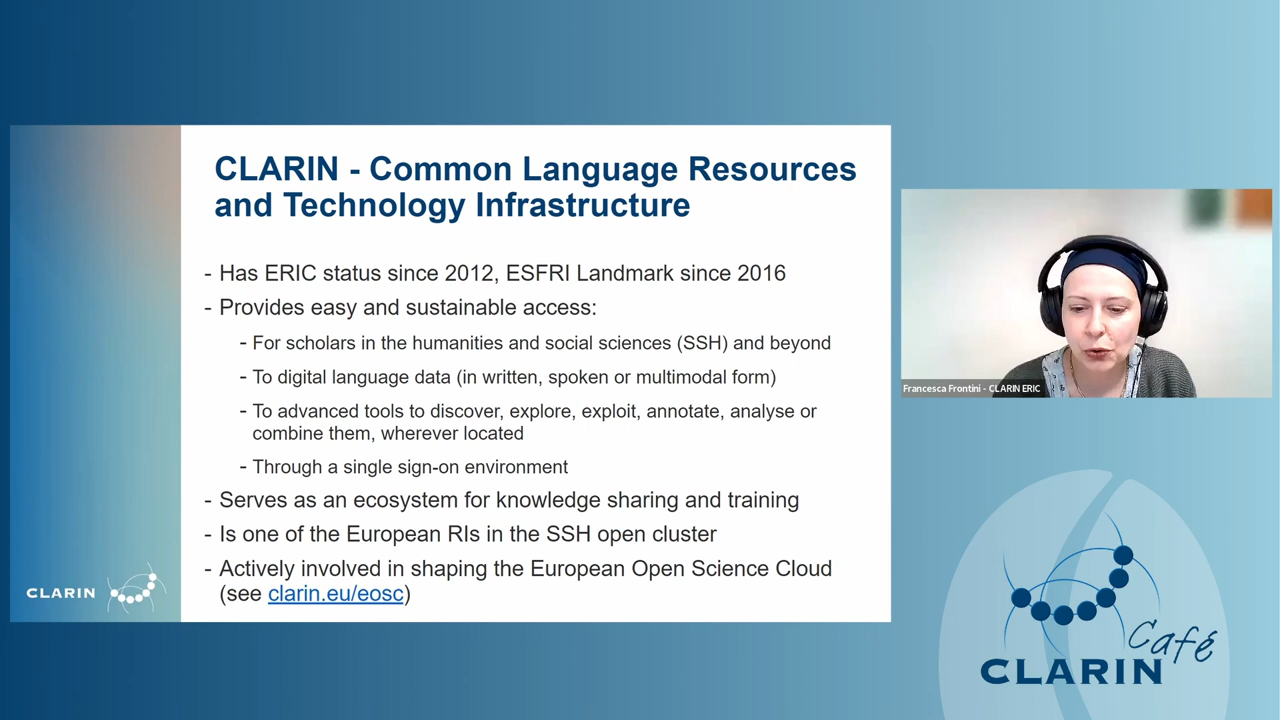 CLARIN - Common Language Resources
and Technology Infrastructure
- Has ERIC status since 2012, ESFRI Landmark since 2016
- Provides easy and sustainable access:
- For scholars in the humanities and social sciences (SSH) and beyond
- To digital language data (in written, spoken or multimodal form)
- To advanced tools to discover, explore, exploit, annotate, analyse or
combine them, wherever located
- Through a single sign-on environment
- Serves as an ecosystem for knowledge sharing and training
- Is one of the European RIs in the SSH open cluster
- Actively involved in shaping the European Open Science Cloud
(see clarin.eu/eosc)
CLARIN
Francesca Frontini - CLARIN ERIC
Café
CLARIN